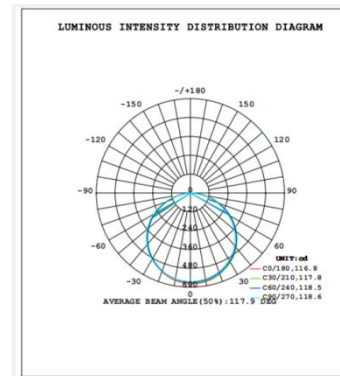 LUMINOUS INTENSITY DISTRIBUTION DIAGRAM
-/+180
-150 150
-120 120
-90 90
-60 60
-30 30
0
0
120
240
360
480
600
UNIT:cd
C0/180,116.8
C30/210,117.8
C60/240,118.5
C90/270,118.6
AVERAGE BEAM ANGLE(50%):117.9 DEG